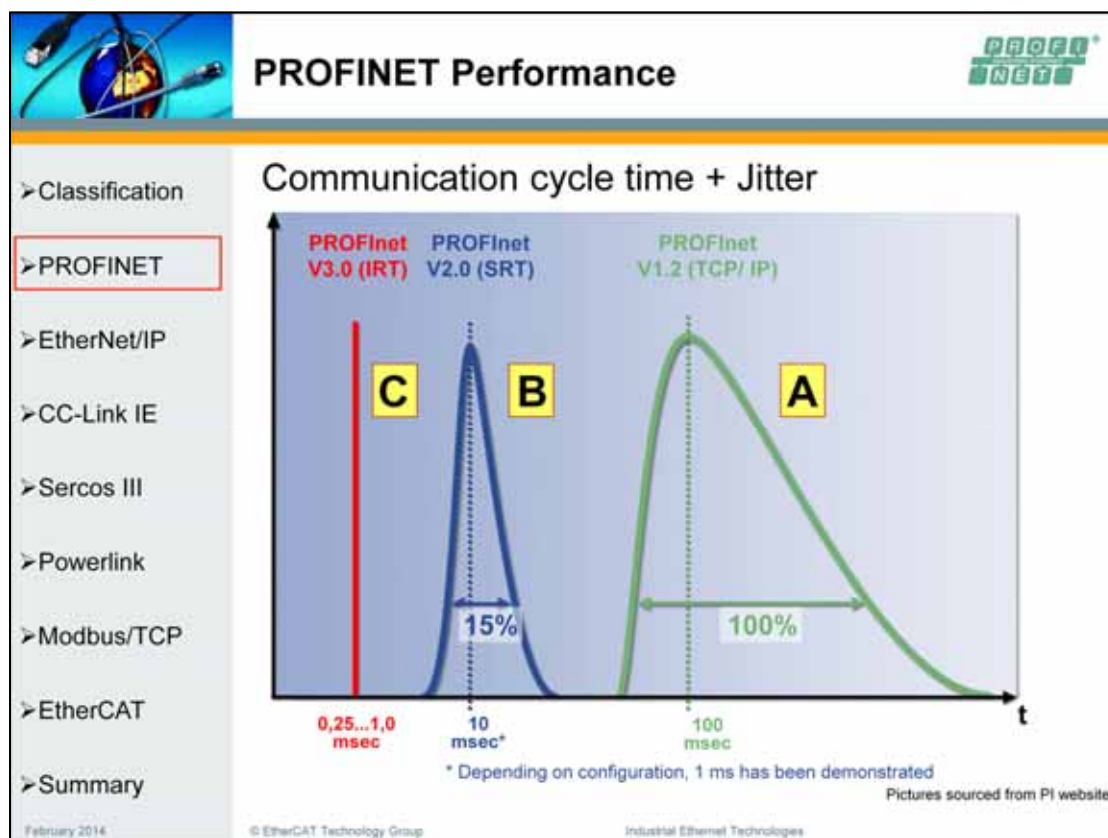 PROFINET Performance
PROFI
NET
➢Classification
➢PROFINET
➢EtherNet/IP
➢CC-Link IE
➢Sercos III
➢Powerlink
➢Modbus/TCP
➢EtherCAT
➢Summary
Communication cycle time + Jitter
PROFInet
V3.0 (IRT)
PROFInet
V2.0 (SRT)
PROFInet
V1.2 (TCP/ IP)
C
B
A
15%
100%
t
0,25...1,0
msec
10
msec*
100
msec
* Depending on configuration, 1 ms has been demonstrated
Pictures sourced from PI website
February 2014
© EtherCAT Technology Group
Industrial Ethernet Technologies